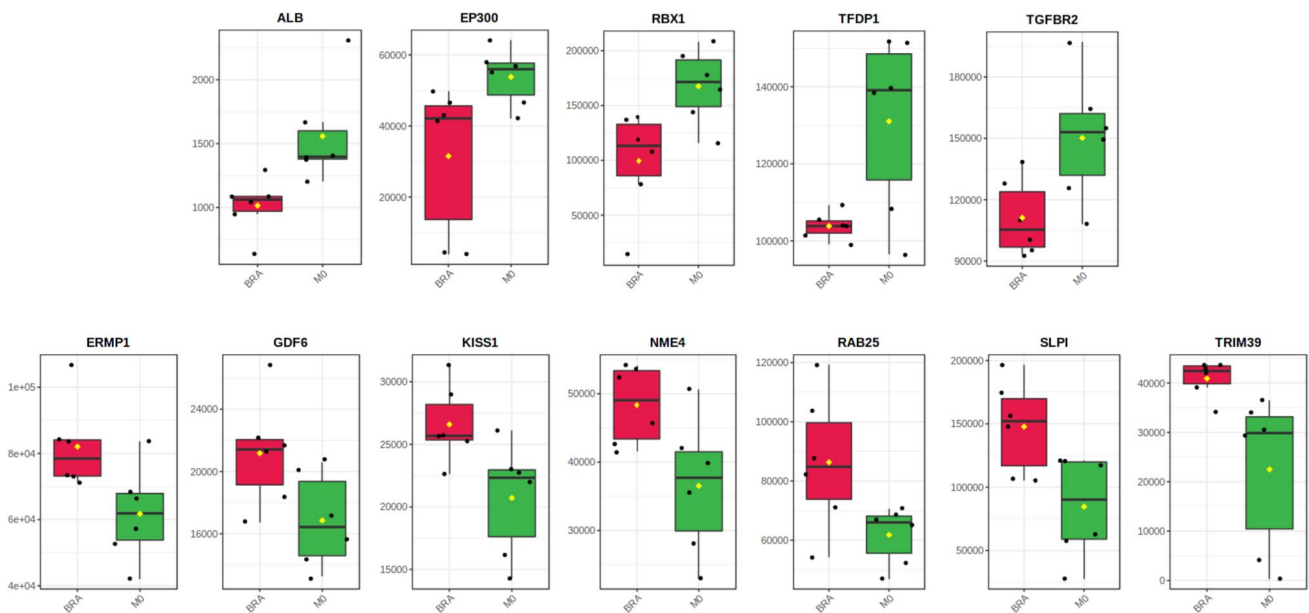 ALB EP300 RBX1 TFDP1 TGFBR2
2500 2000 1500 1000
60000 40000 20000
200000 150000 100000 50000
140000 120000 100000
180000 150000 120000 90000
BRA M0 BRA M0 BRA M0 BRA M0 BRA M0
ERMP1 GDF6 KISS1 NME4 RAB25 SLPI TRIM39
1e+05 8e+04 6e+04 4e+04
24000 20000 16000
30000 25000 20000 15000
50000 40000 30000
120000 100000 80000 60000
200000 150000 100000 50000
40000 30000 20000 10000 0
BRA M0 BRA M0 BRA M0 BRA M0 BRA M0 BRA M0 BRA M0